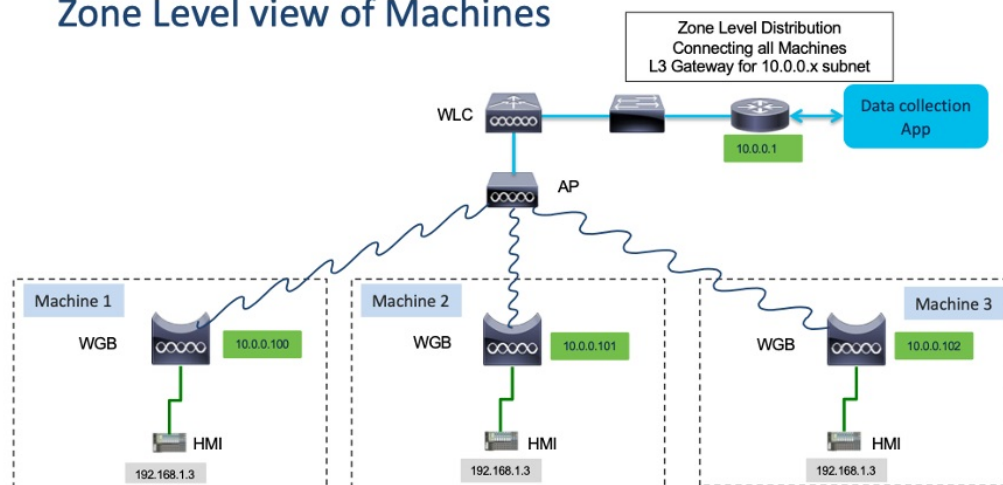 Zone Level view of Machines
Zone Level Distribution
Connecting all Machines
L3 Gateway for 10.0.0.x subnet
WLC
Data collection
App
10.0.0.1
AP
Machine 1
Machine 2
Machine 3
WGB
10.0.0.100
WGB
10.0.0.101
WGB
10.0.0.102
HMI
HMI
HMI
192.168.1.3
192.168.1.3
192.168.1.3